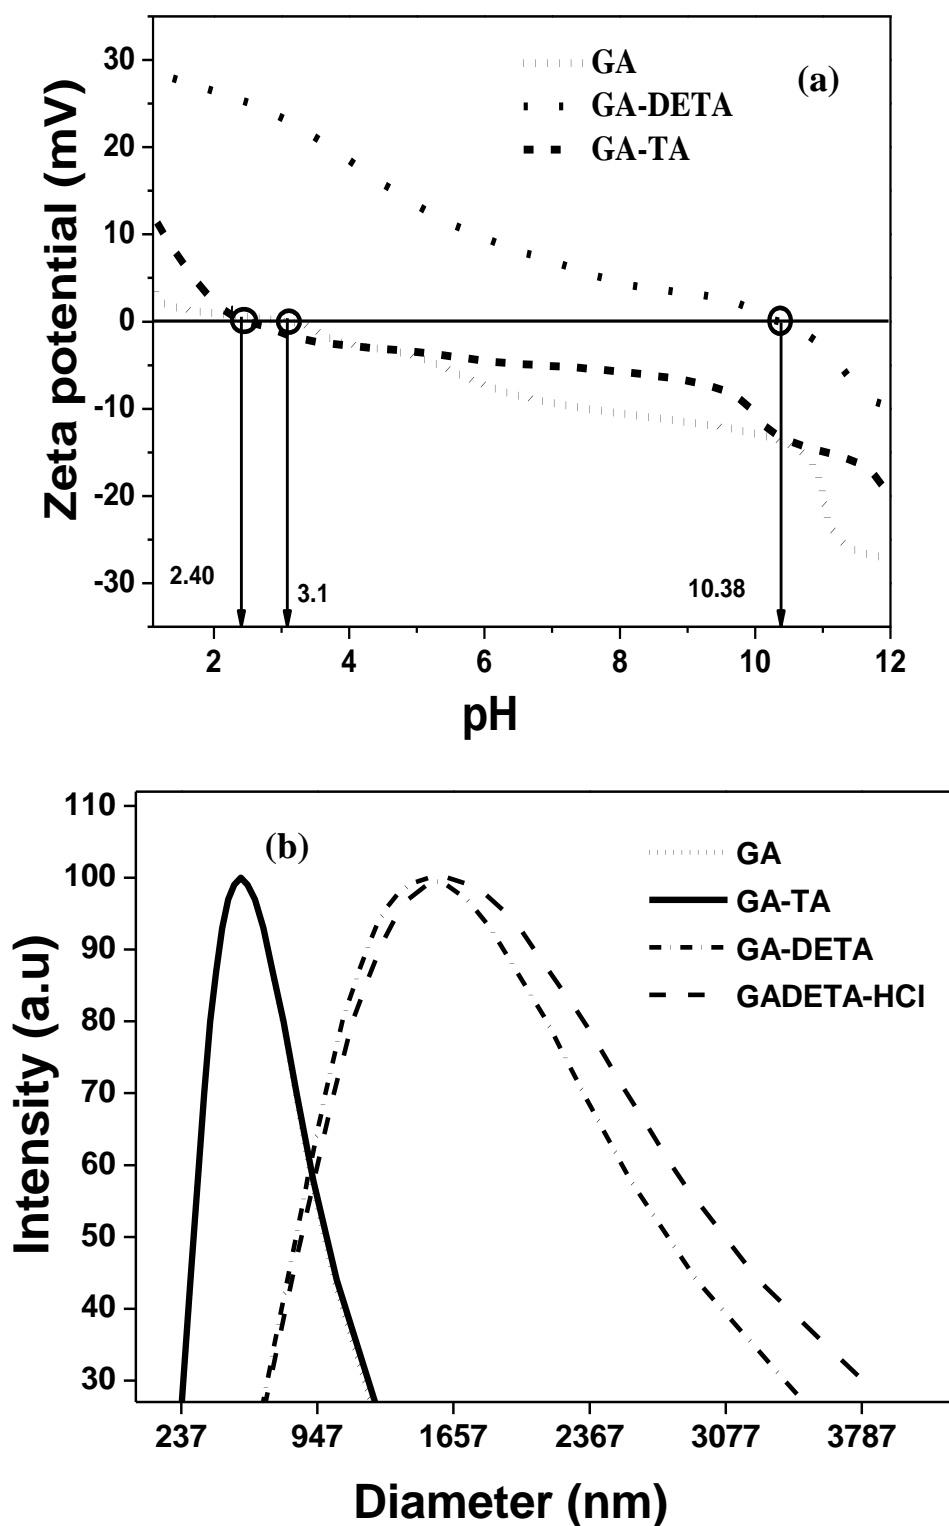 30
20
10
0
-10
-20
-30
Zeta potential (mV)
GA
GA-DETA
GA-TA
(a)
2.40
3.1
10.38
2
4
6
8
10
12
pH
110
100
90
80
70
60
50
40
30
Intensity (a.u)
(b)
GA
GA-TA
GA-DETA
GADETA-HCl
237
947
1657
2367
3077
3787
Diameter (nm)